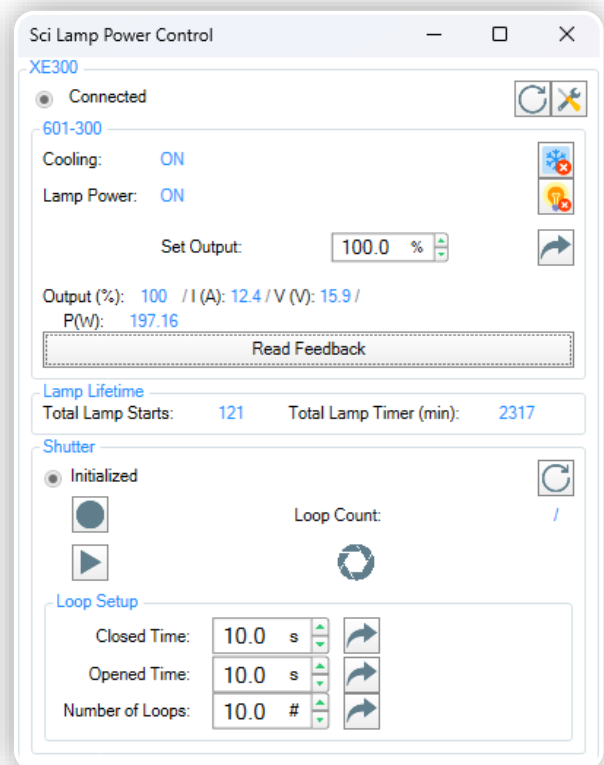 Sci Lamp Power Control
XE300
Connected
601-300
Cooling: ON
Lamp Power: ON
Set Output: 100.0 %
Output (%): 100 / I (A): 12.4 / V (V): 15.9 /
P(W): 197.16
Read Feedback
Lamp Lifetime
Total Lamp Starts: 121 Total Lamp Timer (min): 2317
Shutter
Initialized
Loop Count: /
Loop Setup
Closed Time: 10.0 s
Opened Time: 10.0 s
Number of Loops: 10.0 #